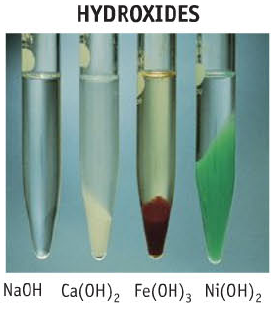 HYDROXIDES
NaOH Ca(OH)₂ Fe(OH)₃ Ni(OH)₂